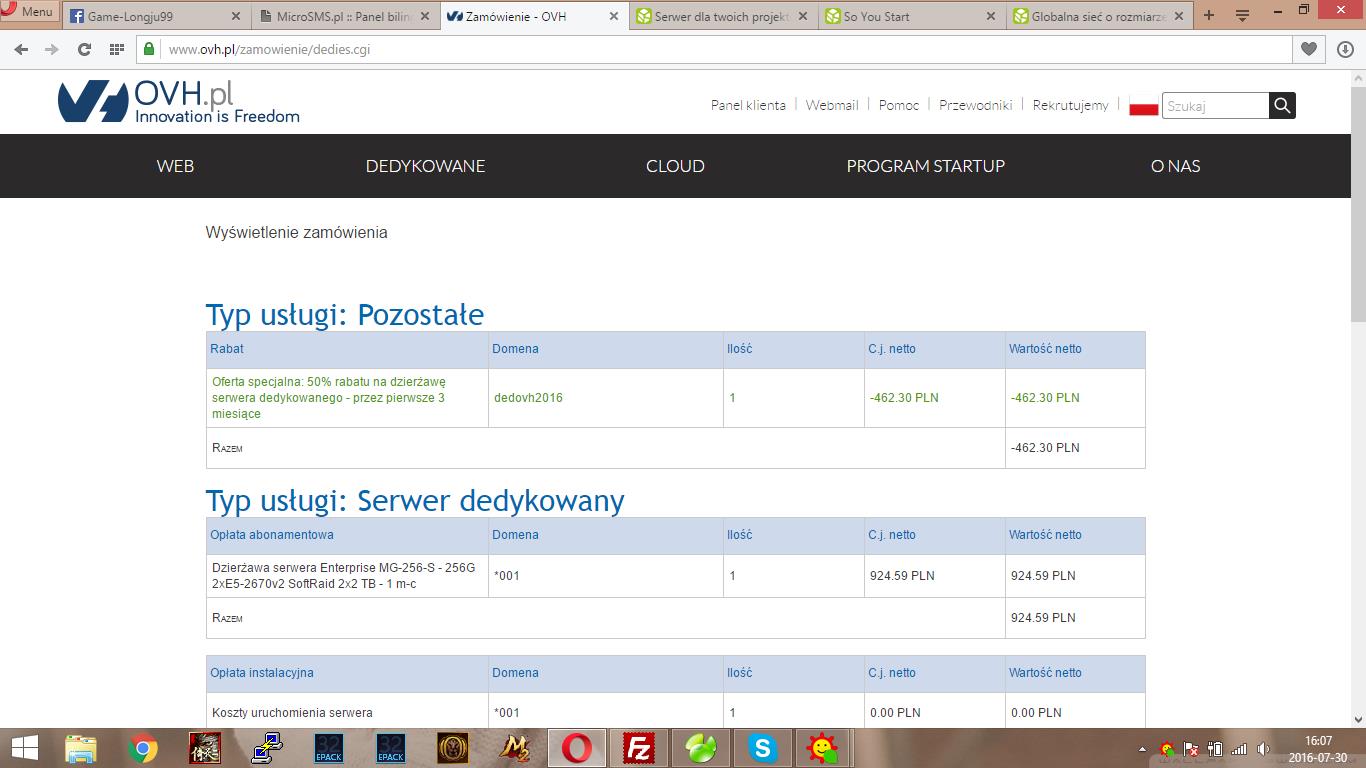 Menu
Game-Longju99
MicroSMS.pl :: Panel bilin
Zamówienie - OVH
Serwer dla twoich projekt
So You Start
Globalna sieć o rozmiarze
www.ovh.pl/zamowienie/dedies.cgi
OVH.pl
Innovation is Freedom
Panel klienta
Webmail
Pomoc
Przewodniki
Rekrutujemy
Szukaj
WEB
DEDYKOWANE
CLOUD
PROGRAM STARTUP
O NAS
Wyświetlenie zamówienia
Typ usługi: Pozostałe
Rabat Domena Ilość C.j. netto Wartość netto
Oferta specjalna: 50% rabatu na dzierżawę
serwera dedykowanego - przez pierwsze 3
miesiące
dedovh2016 1 -462.30 PLN -462.30 PLN
Razem -462.30 PLN
Typ usługi: Serwer dedykowany
Opłata abonamentowa Domena Ilość C.j. netto Wartość netto
Dzierżawa serwera Enterprise MG-256-S - 256G
2xE5-2670v2 SoftRaid 2x2 TB - 1 m-c
*001 1 924.59 PLN 924.59 PLN
Razem 924.59 PLN
Opłata instalacyjna Domena Ilość C.j. netto Wartość netto
Koszty uruchomienia serwera *001 1 0.00 PLN 0.00 PLN
32
EPACK
32
EPACK
M2
Fz
16:07
2016-07-30